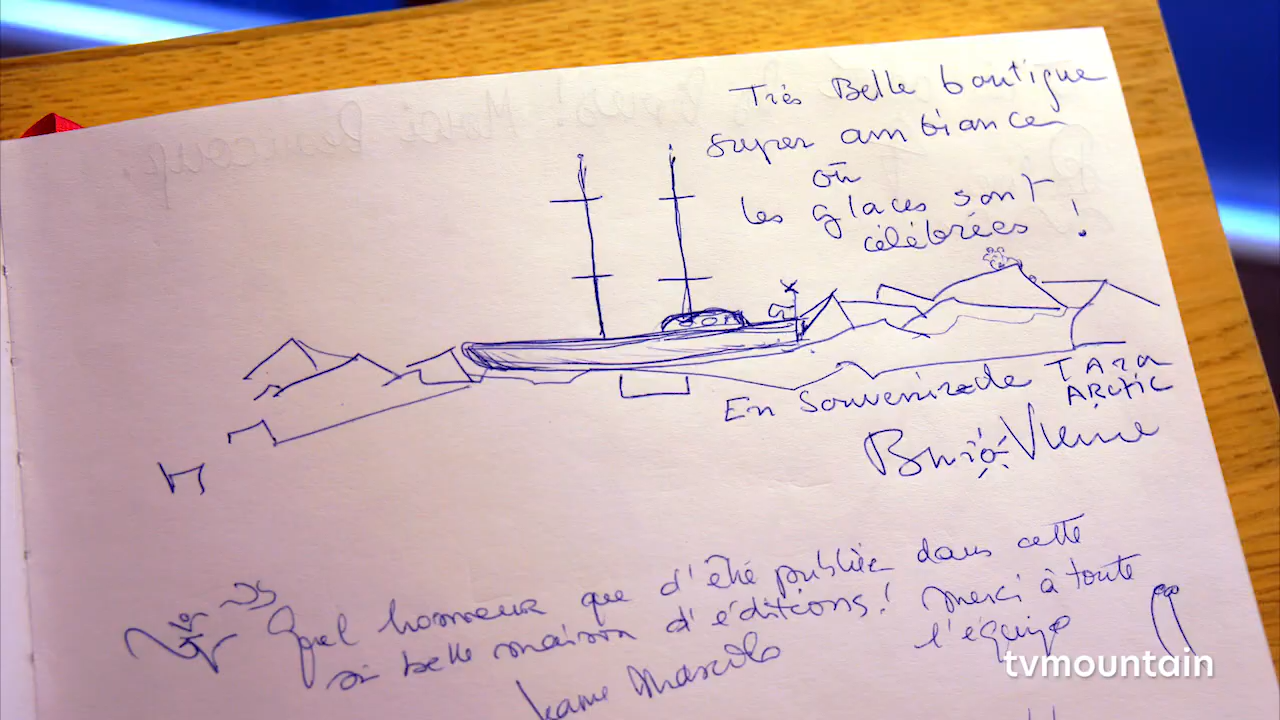 Très Belle boutique
super ambiance
où
les glaces sont
célébrées !
En Souvenir de TARA
ARCTIC
Quel honneur que d'être publiée dans cette
si belle maison d'éditions! Merci à toute
l'équipe
tvmountain